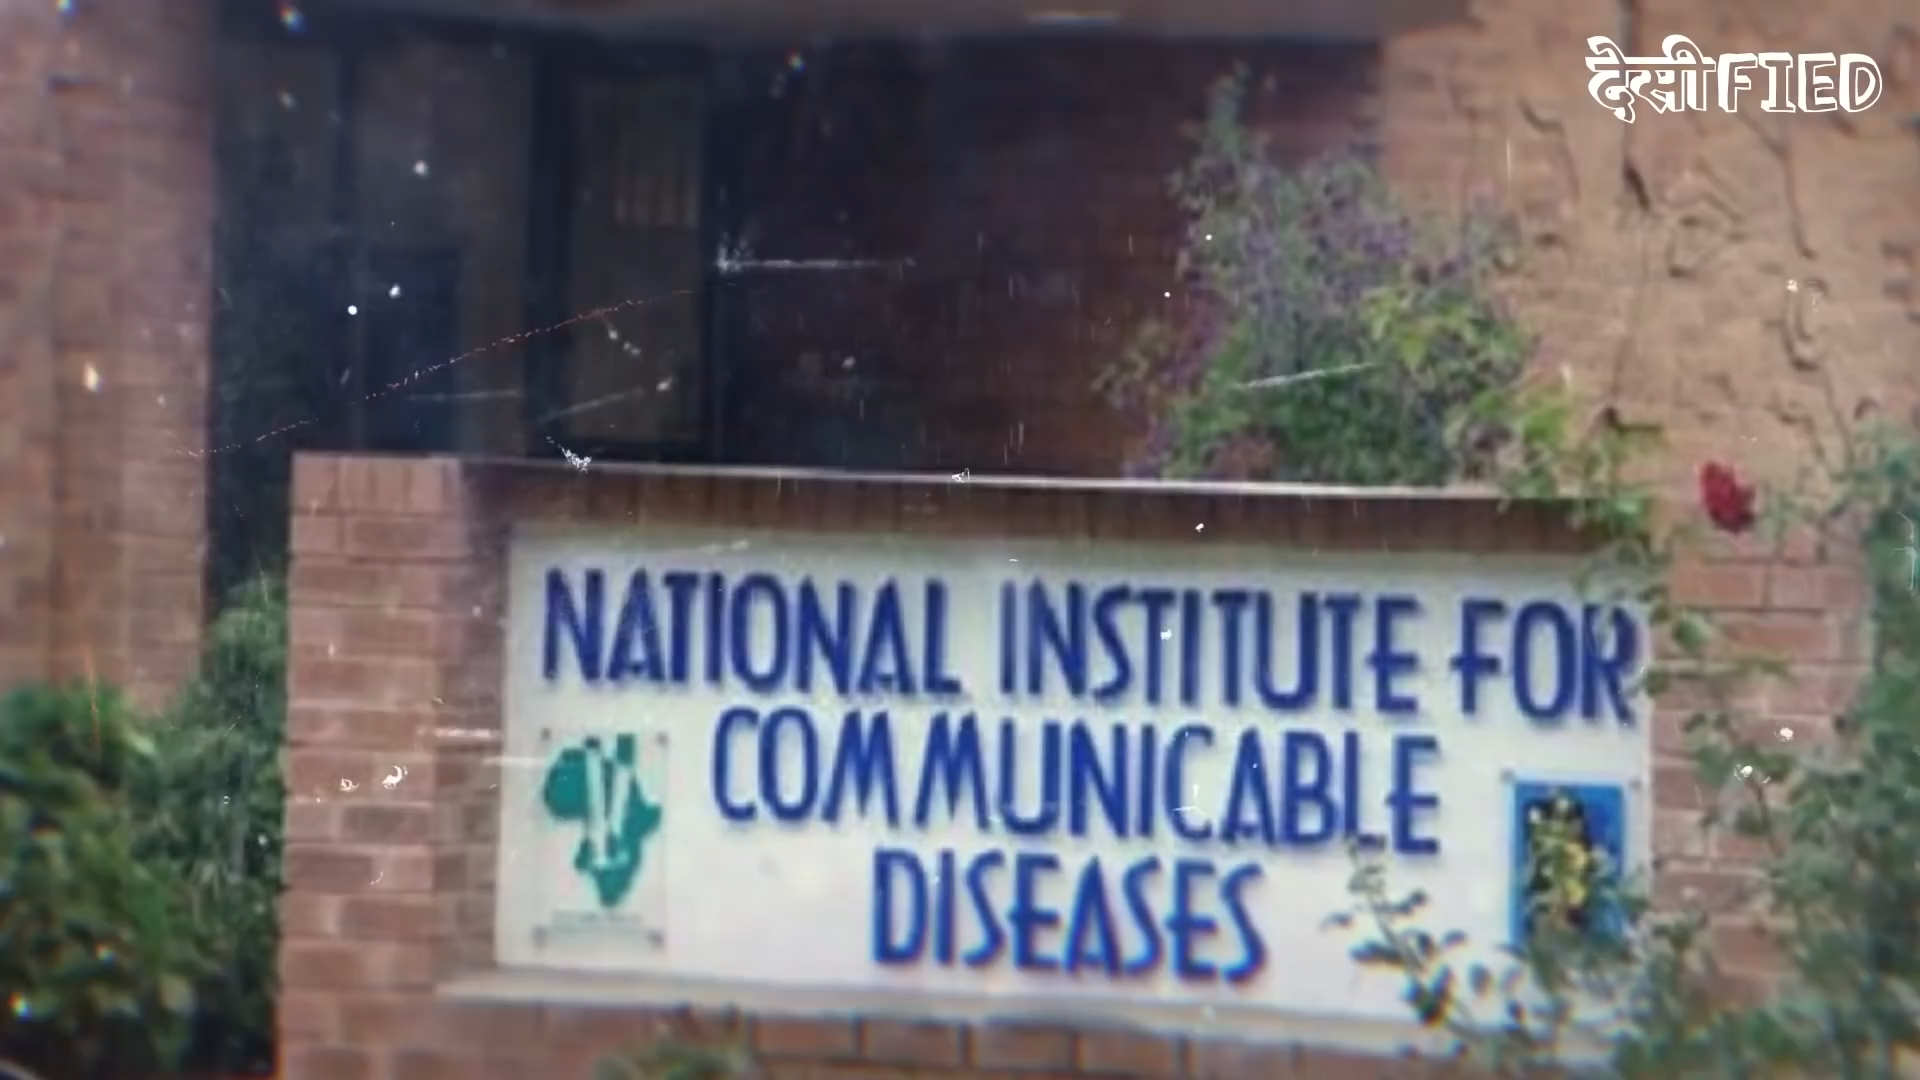 देसीFIED
NATIONAL INSTITUTE FOR
COMMUNICABLE
DISEASES